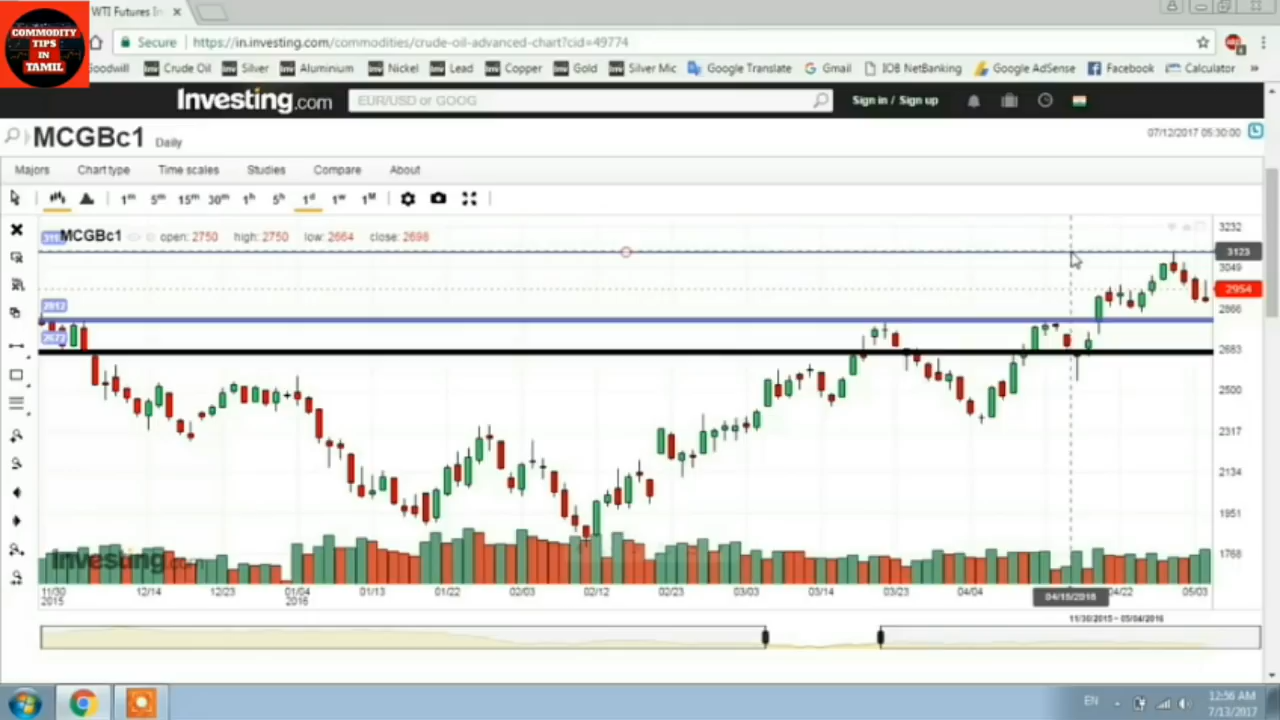 WTI Futures In
COMMODITY
TIPS
IN
TAMIL
Secure https://in.investing.com/commodities/crude-oil-advanced-chart?cid=49774
Goodwill Crude Oil Silver Aluminium Nickel Lead Copper Gold Silver Mic Google Translate Gmail IOB NetBanking Google AdSense Facebook Calculator »
Investing.com EUR/USD or GOOG Sign in / Sign up
MCGBc1 Daily 07/12/2017 05:30:00
Majors Chart type Time scales Studies Compare About
1m 5m 15m 30m 1h 5h 1d 1w 1M
MCGBc1 open: 2750 high: 2750 low: 2664 close: 2698
3232
3123
3049
2954
2866
2683
2500
2317
2134
1951
1768
Investing.com
11/30 12/14 12/23 01/04 01/13 01/22 02/03 02/12 02/23 03/03 03/14 03/23 04/04 04/15/2016 04/22 05/03
2015 2016
11/30/2015 - 05/04/2016
EN 12:56 AM
7/13/2017